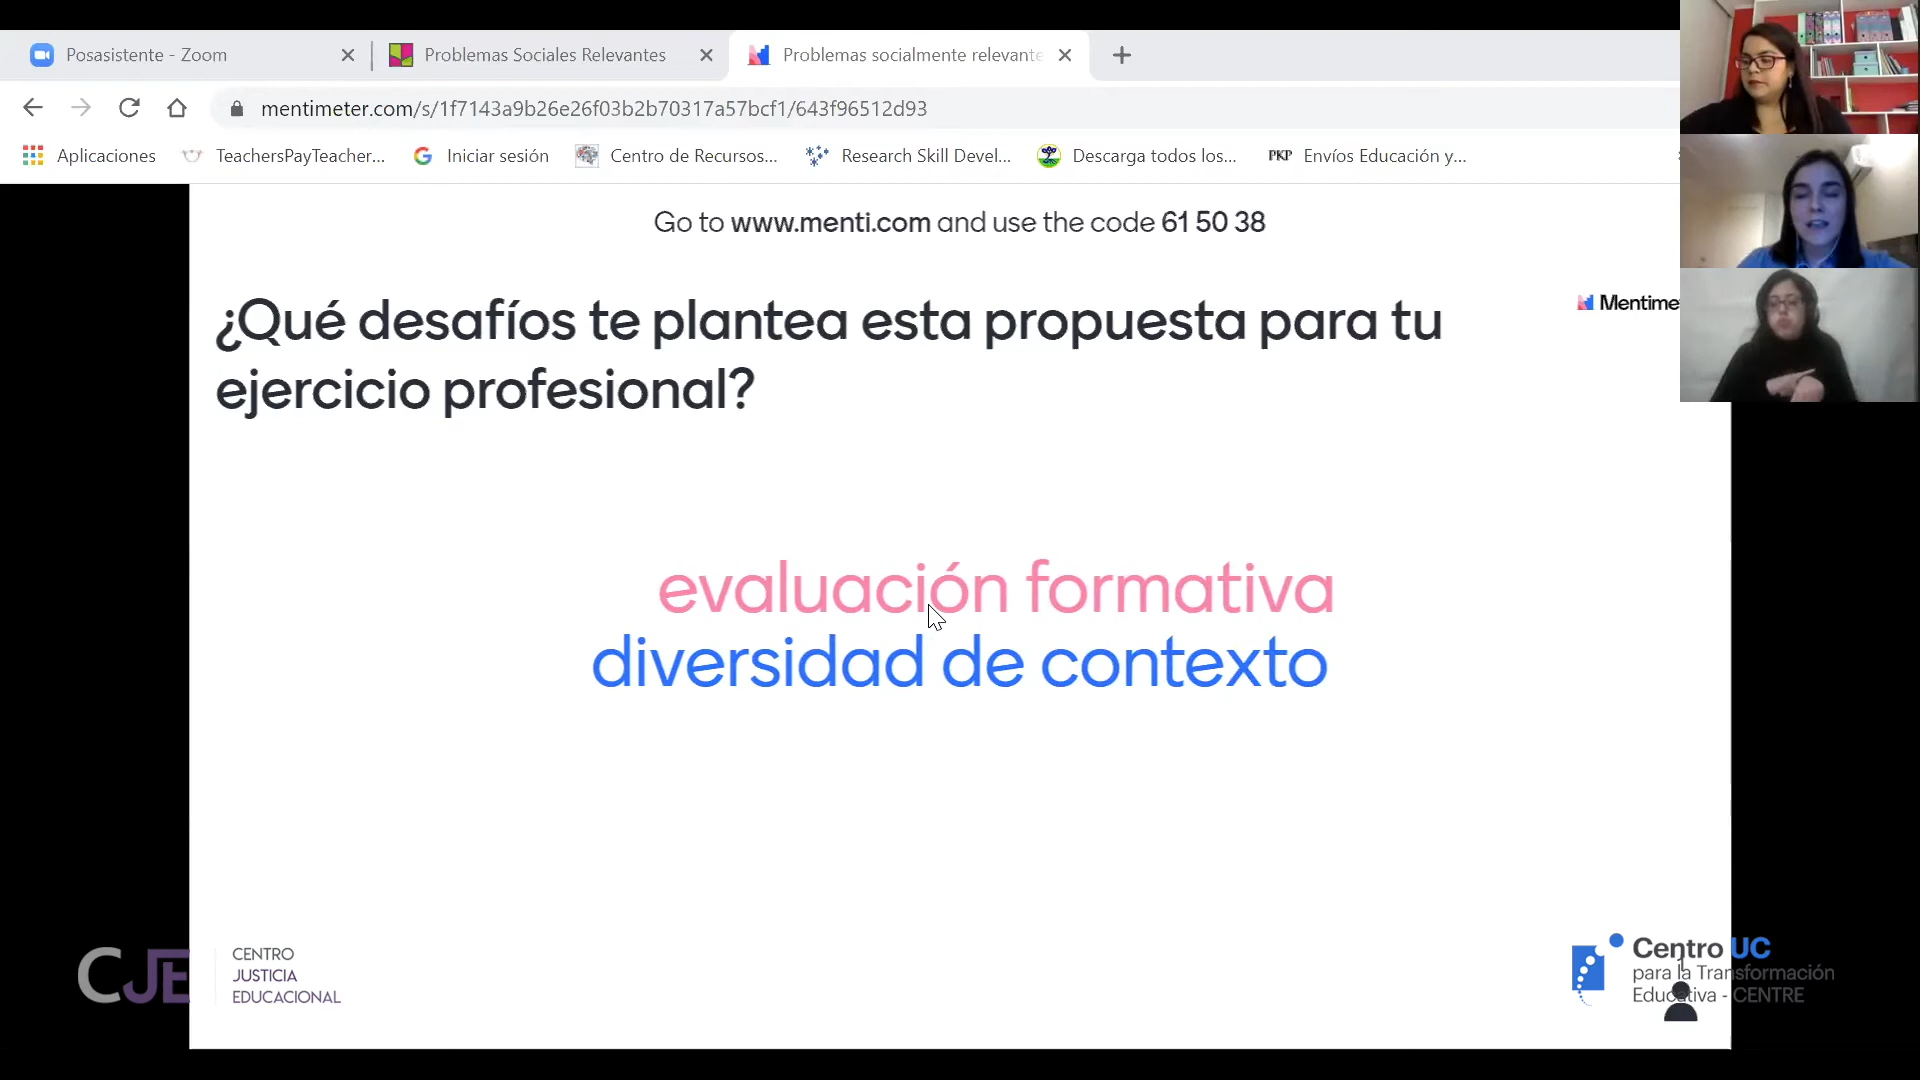 Posasistente - Zoom
Problemas Sociales Relevantes
Problemas socialmente relevante
mentimeter.com/s/1f7143a9b26e26f03b2b70317a57bcf1/643f96512d93
Aplicaciones
TeachersPayTeacher...
Iniciar sesión
Centro de Recursos...
Research Skill Devel...
Descarga todos los...
PKP
Envíos Educación y...
Go to www.menti.com and use the code 61 50 38
¿Qué desafíos te plantea esta propuesta para tu
ejercicio profesional?
Mentime
evaluación formativa
diversidad de contexto
CJE
CENTRO
JUSTICIA
EDUCACIONAL
Centro UC
para la Transformación
Educativa - CENTRE
1